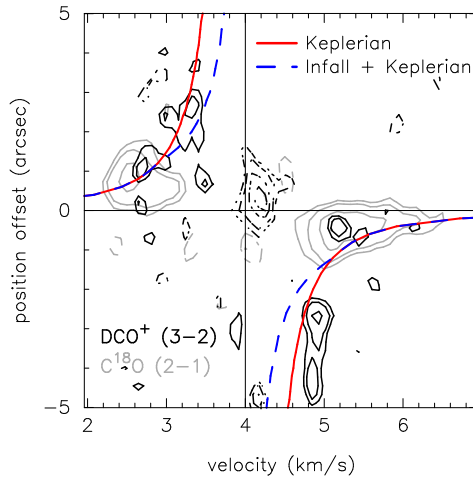 5
Keplerian
Infall + Keplerian
position offset (arcsec)
0
DCO⁺ (3−2)
C¹⁸O (2−1)
−5
2 3 4 5 6
velocity (km/s)